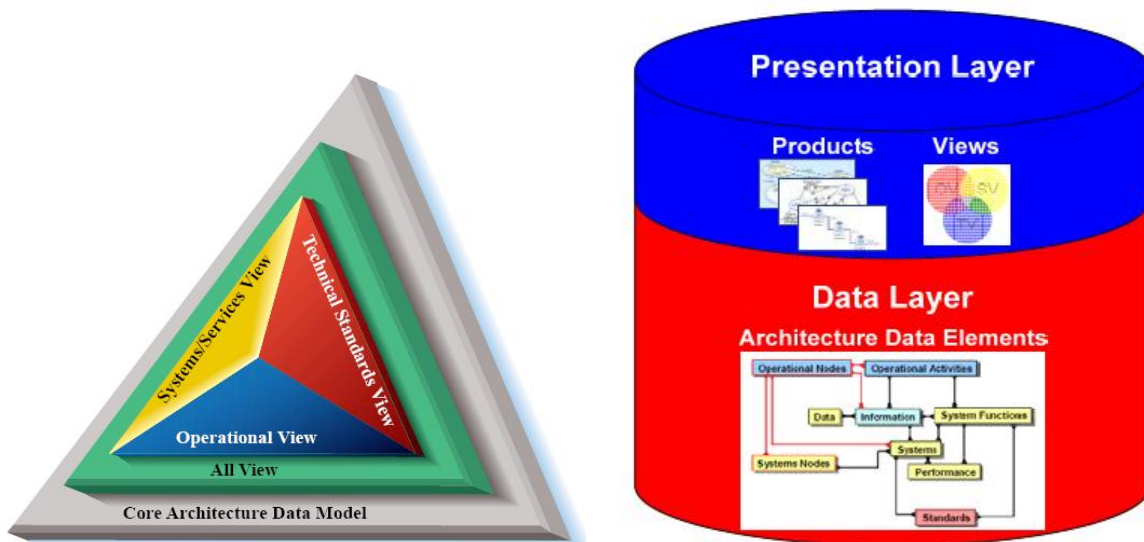 Systems/Services View
Technical Standards View
Operational View
All View
Core Architecture Data Model
Presentation Layer
Products
Views
OV
SV
TV
Data Layer
Architecture Data Elements
Operational Nodes
Operational Activities
Data
Information
System Functions
Systems
Systems Nodes
Performance
Standards